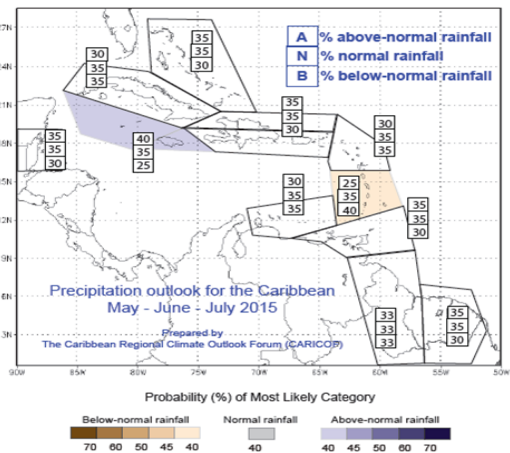 27N
24N
21N
18N
15N
12N
9N
6N
3N
A % above-normal rainfall
N % normal rainfall
B % below-normal rainfall
35
35
30
30
35
35
35
35
30
30
35
35
35
35
30
40
35
25
30
35
35
25
35
40
35
35
30
33
33
33
35
35
30
Precipitation outlook for the Caribbean
May - June - July 2015
Prepared by
The Caribbean Regional Climate Outlook Forum (CARICOF)
90W 85W 80W 75W 70W 65W 60W 55W 50W
Probability (%) of Most Likely Category
Below-normal rainfall Normal rainfall Above-normal rainfall
70 60 50 45 40 40 40 45 50 60 70